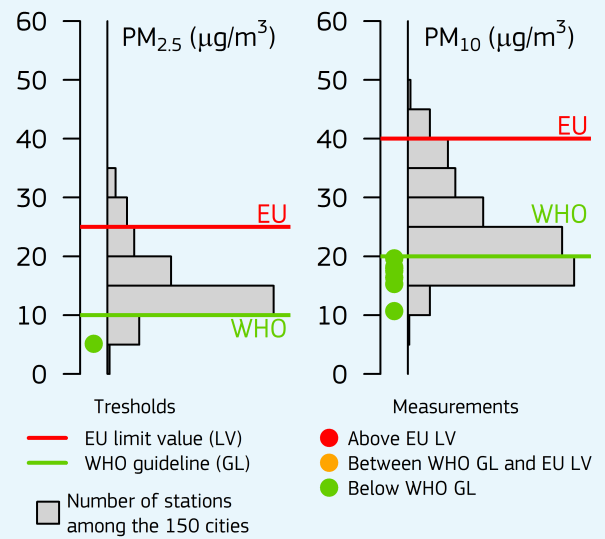 PM2.5 (µg/m³)
60
50
40
30
20
10
0
EU
WHO
PM10 (µg/m³)
60
50
40
30
20
10
0
EU
WHO
Tresholds
EU limit value (LV)
WHO guideline (GL)
Number of stations
among the 150 cities
Measurements
Above EU LV
Between WHO GL and EU LV
Below WHO GL